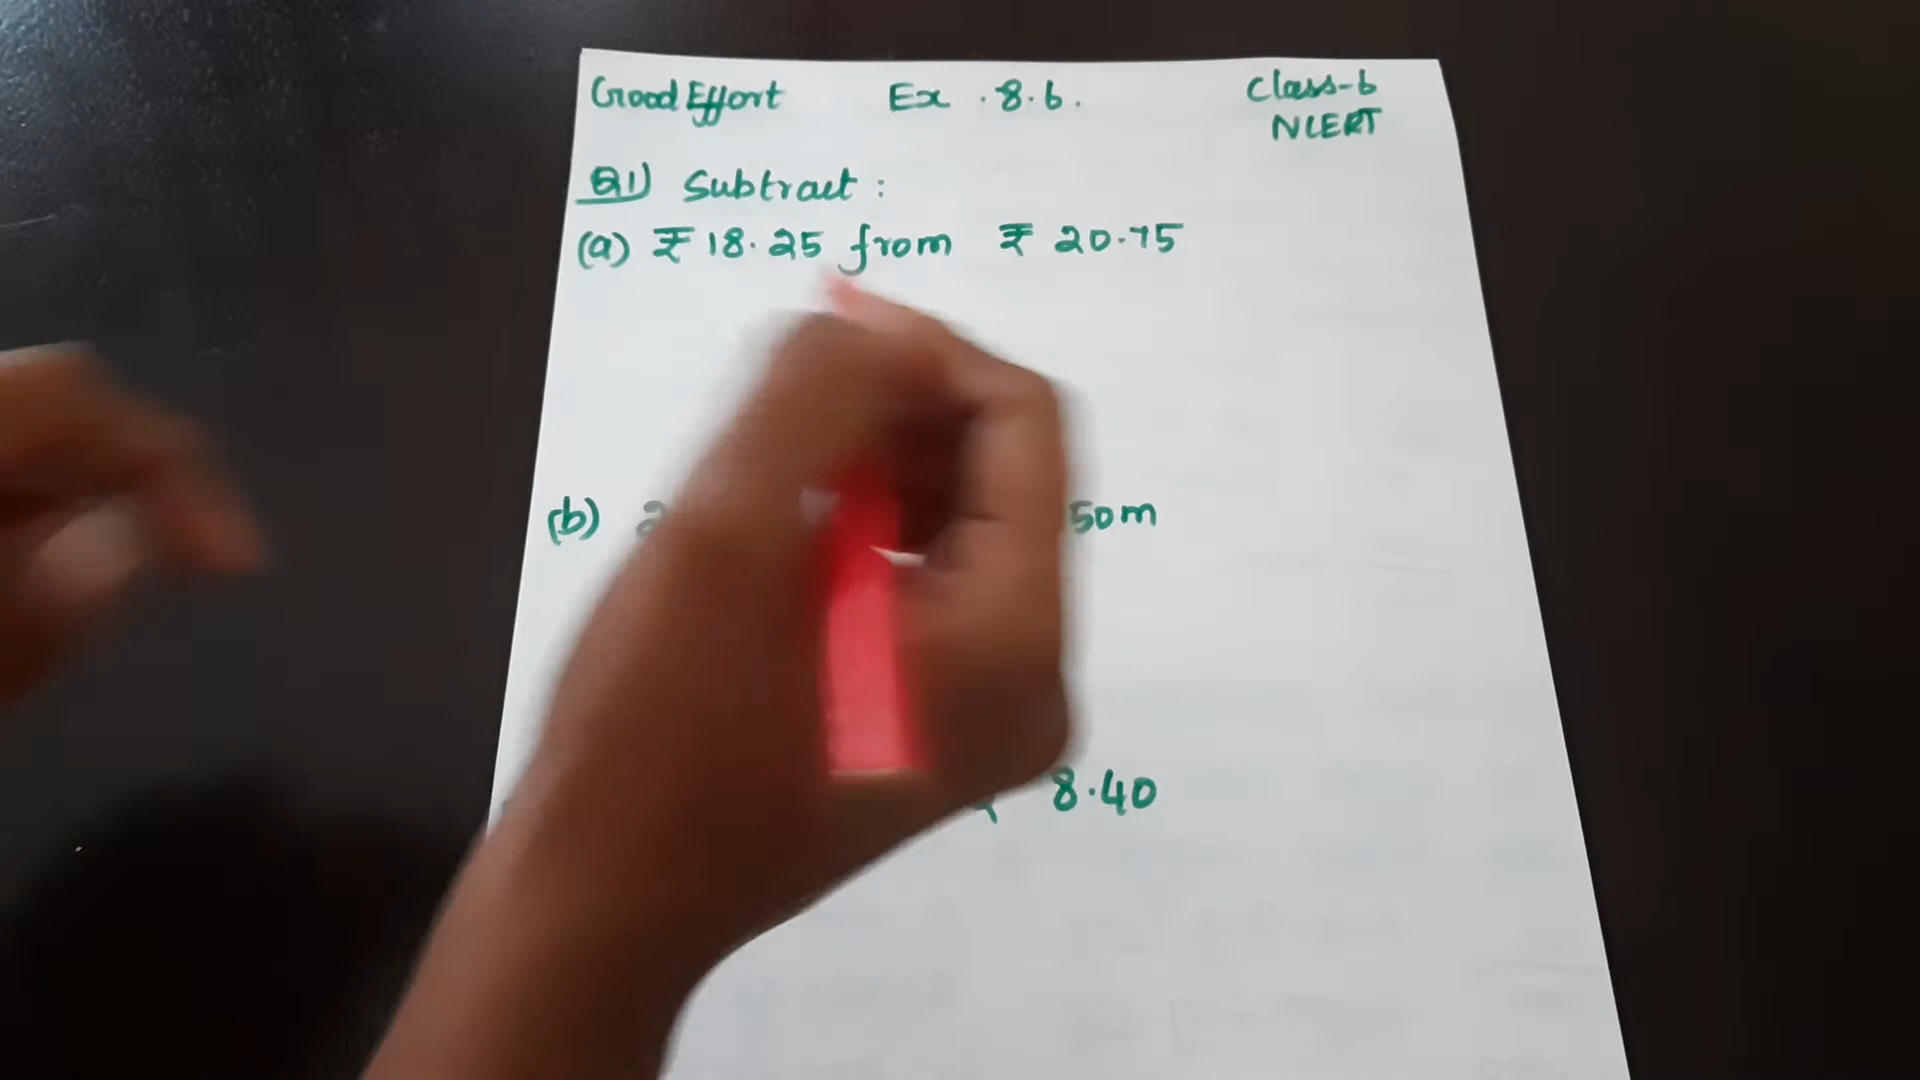 Good Effort Ex . 8.6. Class-6
NCERT
Q1) Subtract :
(a) ₹ 18.25 from ₹ 20.75
(b) 50m
8.40